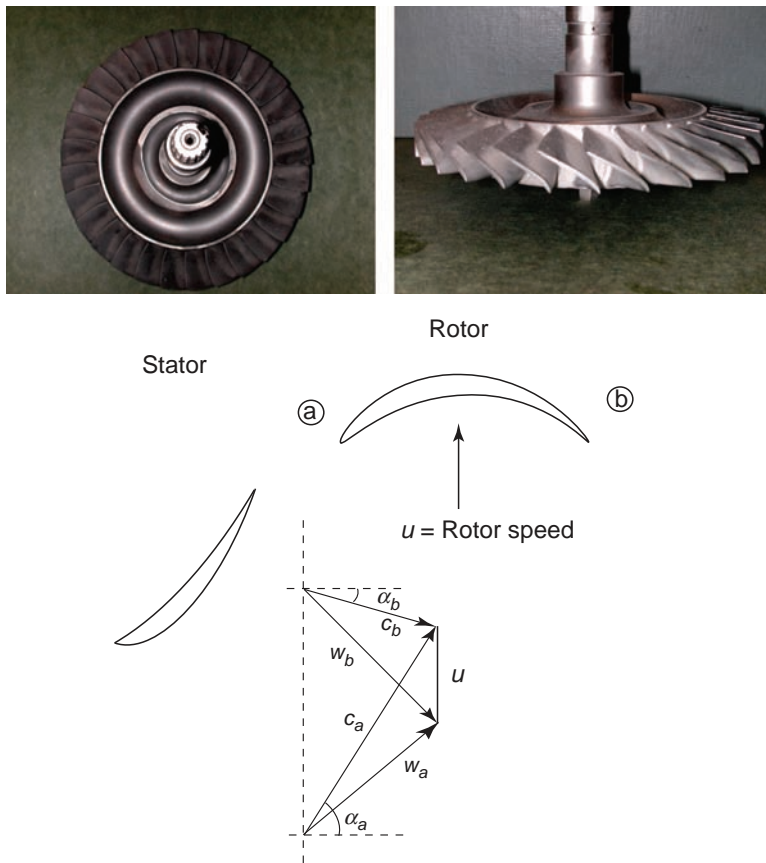 Rotor
Stator
a
b
u = Rotor speed
α_b
c_b
w_b
u
c_a
w_a
α_a